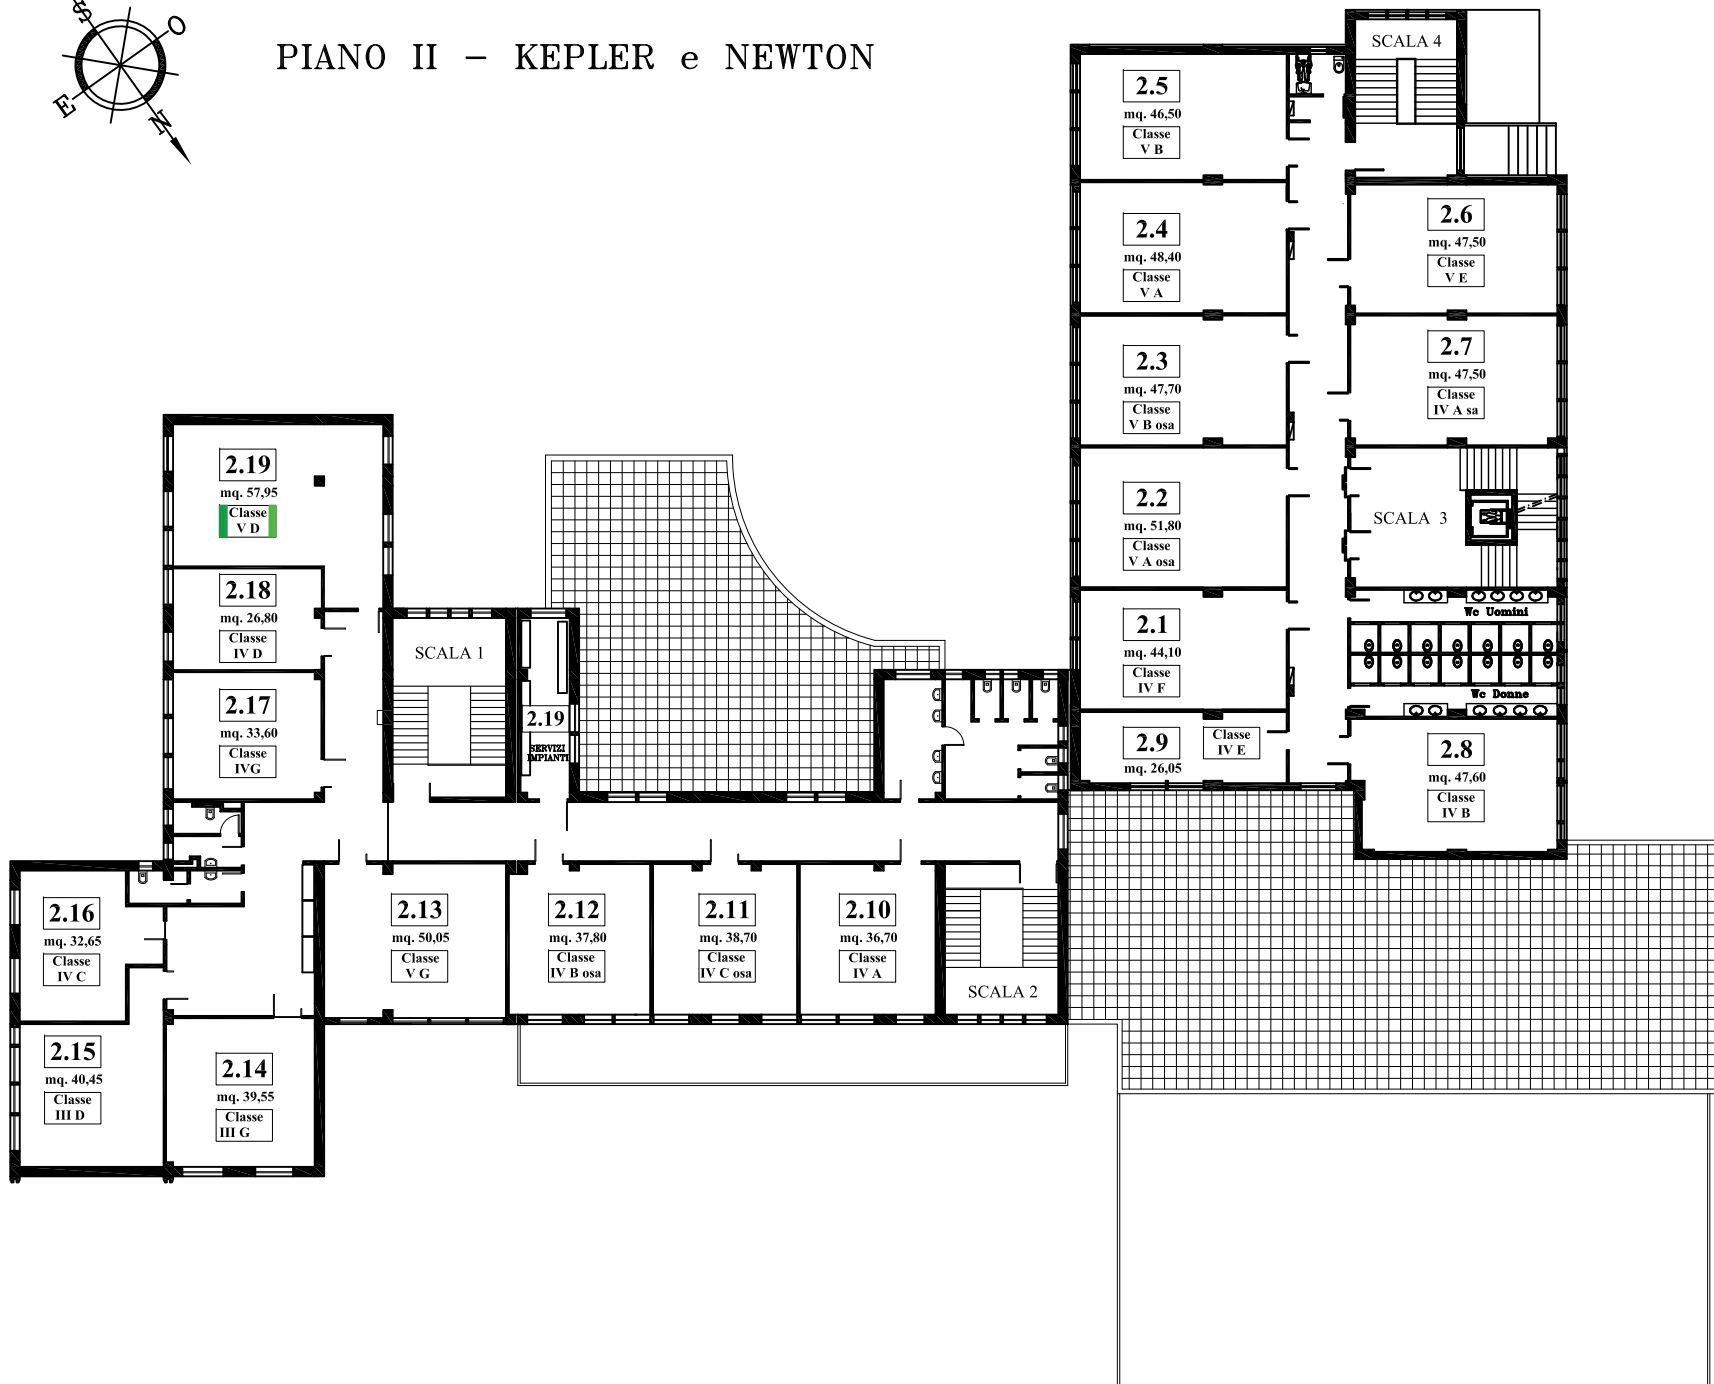 S
O
E
N
PIANO II – KEPLER e NEWTON
SCALA 4
2.5
mq. 46,50
Classe
V B
2.4
mq. 48,40
Classe
V A
2.6
mq. 47,50
Classe
V E
2.3
mq. 47,70
Classe
V B osa
2.7
mq. 47,50
Classe
IV A sa
2.2
mq. 51,80
Classe
V A osa
SCALA 3
2.1
mq. 44,10
Classe
IV F
Wc Uomini
Wc Donne
2.9
mq. 26,05
Classe
IV E
2.8
mq. 47,60
Classe
IV B
2.19
mq. 57,95
Classe
V D
2.18
mq. 26,80
Classe
IV D
2.17
mq. 33,60
Classe
IVG
SCALA 1
2.19
SERVIZI
IMPIANTI
2.16
mq. 32,65
Classe
IV C
2.13
mq. 50,05
Classe
V G
2.12
mq. 37,80
Classe
IV B osa
2.11
mq. 38,70
Classe
IV C osa
2.10
mq. 36,70
Classe
IV A
SCALA 2
2.15
mq. 40,45
Classe
III D
2.14
mq. 39,55
Classe
III G